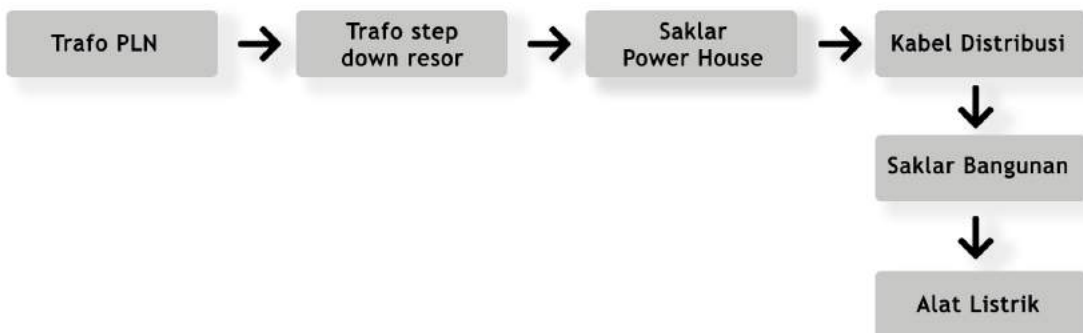 Trafo PLN
Trafo step
down resor
Saklar
Power House
Kabel Distribusi
Saklar Bangunan
Alat Listrik